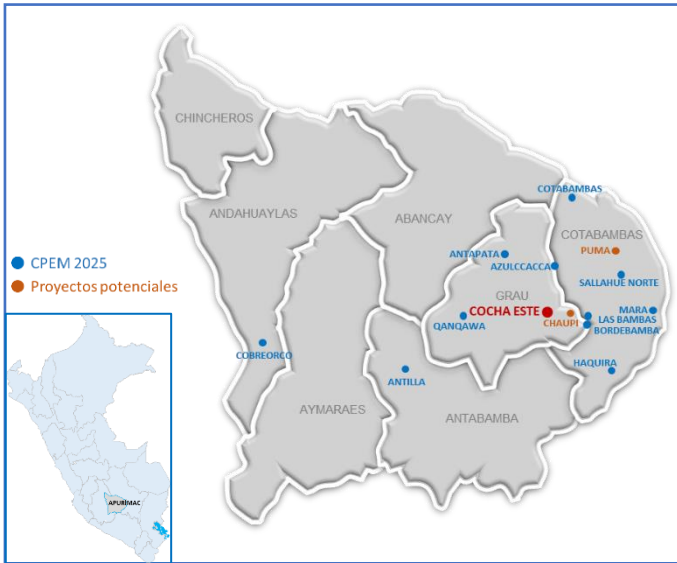 CHINCHEROS
ANDAHUAYLAS
ABANCAY
COTABAMBAS
COTABAMBAS
PUMA
ANTAPATA
AZULCCACCA
SALLAHUE NORTE
GRAU
COCHA ESTE
QANQAWA
CHAUPI
MARA
LAS BAMBAS
BORDEBAMBA
HAQUIRA
COBREORCO
ANTILLA
AYMARAES
ANTABAMBA
CPEM 2025
Proyectos potenciales
APURÍMAC